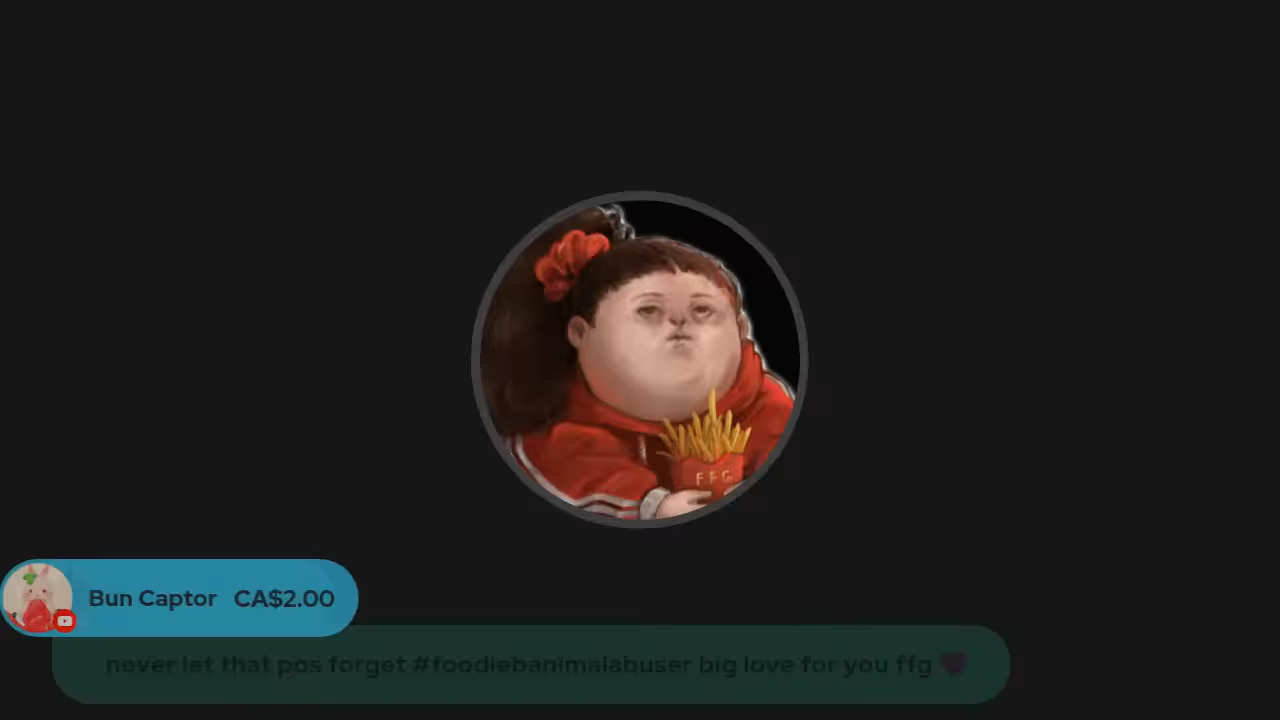 FFG
Bun Captor CA$2.00
never let that pos forget #foodiebanimalabuser big love for you ffg 🖤